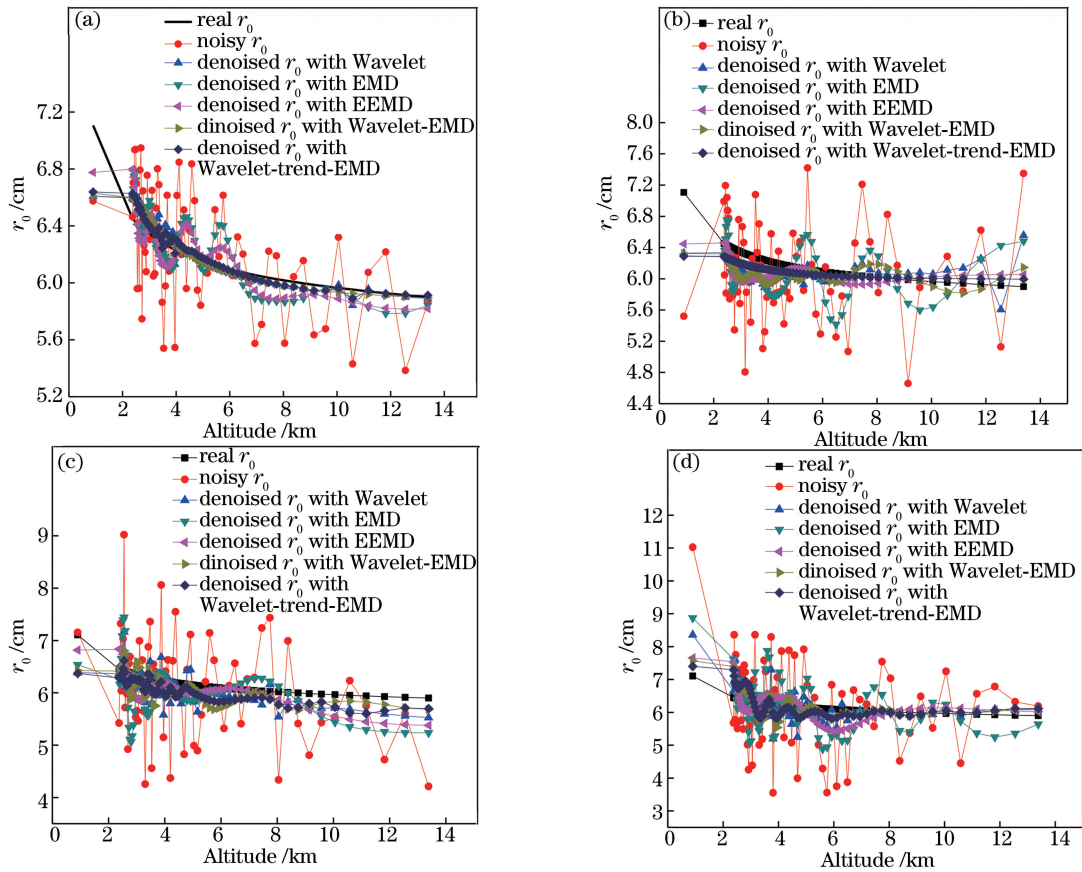 (a)
real r₀
noisy r₀
denoised r₀ with Wavelet
denoised r₀ with EMD
denoised r₀ with EEMD
dinoised r₀ with Wavelet-EMD
denoised r₀ with
Wavelet-trend-EMD
7.2
6.8
6.4
6.0
5.6
5.2
r₀ /cm
0 2 4 6 8 10 12 14
Altitude /km
(b)
real r₀
noisy r₀
denoised r₀ with Wavelet
denoised r₀ with EMD
denoised r₀ with EEMD
dinoised r₀ with Wavelet-EMD
denoised r₀ with Wavelet-trend-EMD
8.0
7.2
6.4
6.0
5.6
4.8
4.4
r₀ /cm
0 2 4 6 8 10 12 14
Altitude /km
(c)
real r₀
noisy r₀
denoised r₀ with Wavelet
denoised r₀ with EMD
denoised r₀ with EEMD
dinoised r₀ with Wavelet-EMD
denoised r₀ with
Wavelet-trend-EMD
9
8
7
6
5
4
r₀ /cm
0 2 4 6 8 10 12 14
Altitude /km
(d)
real r₀
noisy r₀
denoised r₀ with Wavelet
denoised r₀ with EMD
denoised r₀ with EEMD
dinoised r₀ with Wavelet-EMD
denoised r₀ with
Wavelet-trend-EMD
12
11
10
9
8
7
6
5
4
3
r₀ /cm
0 2 4 6 8 10 12 14
Altitude /km